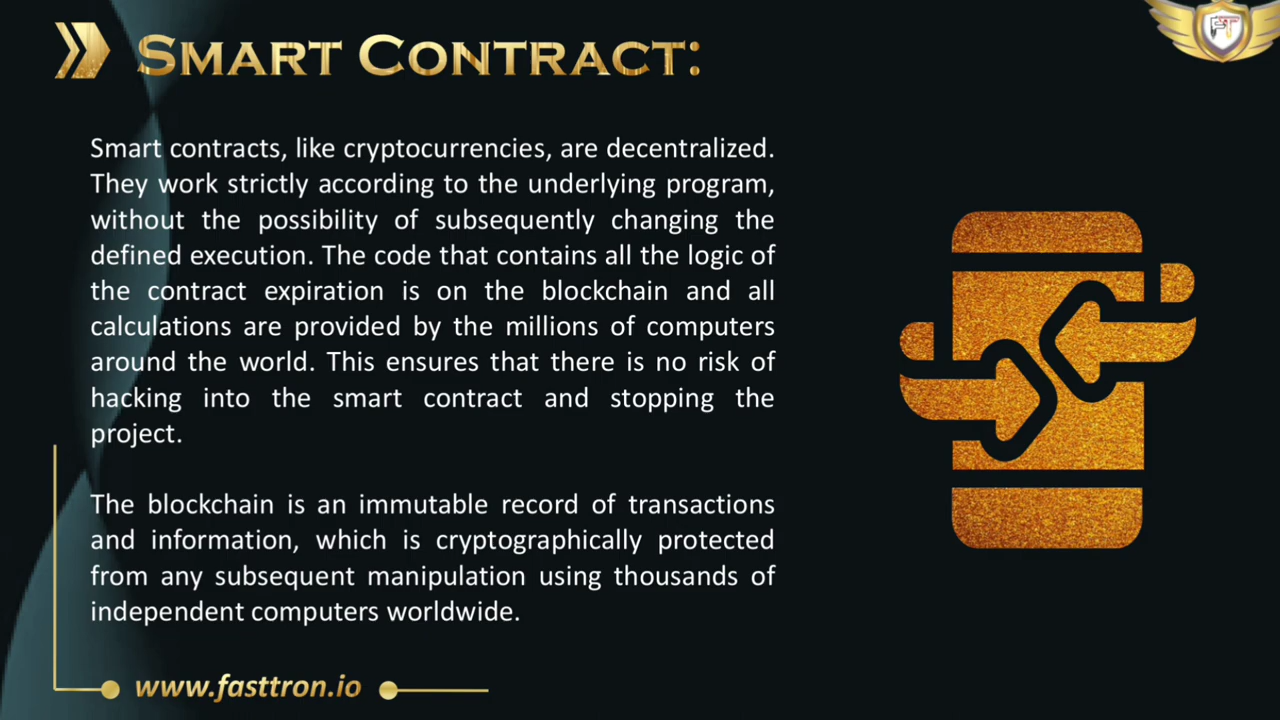 Smart Contract:
Smart contracts, like cryptocurrencies, are decentralized.
They work strictly according to the underlying program,
without the possibility of subsequently changing the
defined execution. The code that contains all the logic of
the contract expiration is on the blockchain and all
calculations are provided by the millions of computers
around the world. This ensures that there is no risk of
hacking into the smart contract and stopping the
project.
The blockchain is an immutable record of transactions
and information, which is cryptographically protected
from any subsequent manipulation using thousands of
independent computers worldwide.
www.fasttron.io